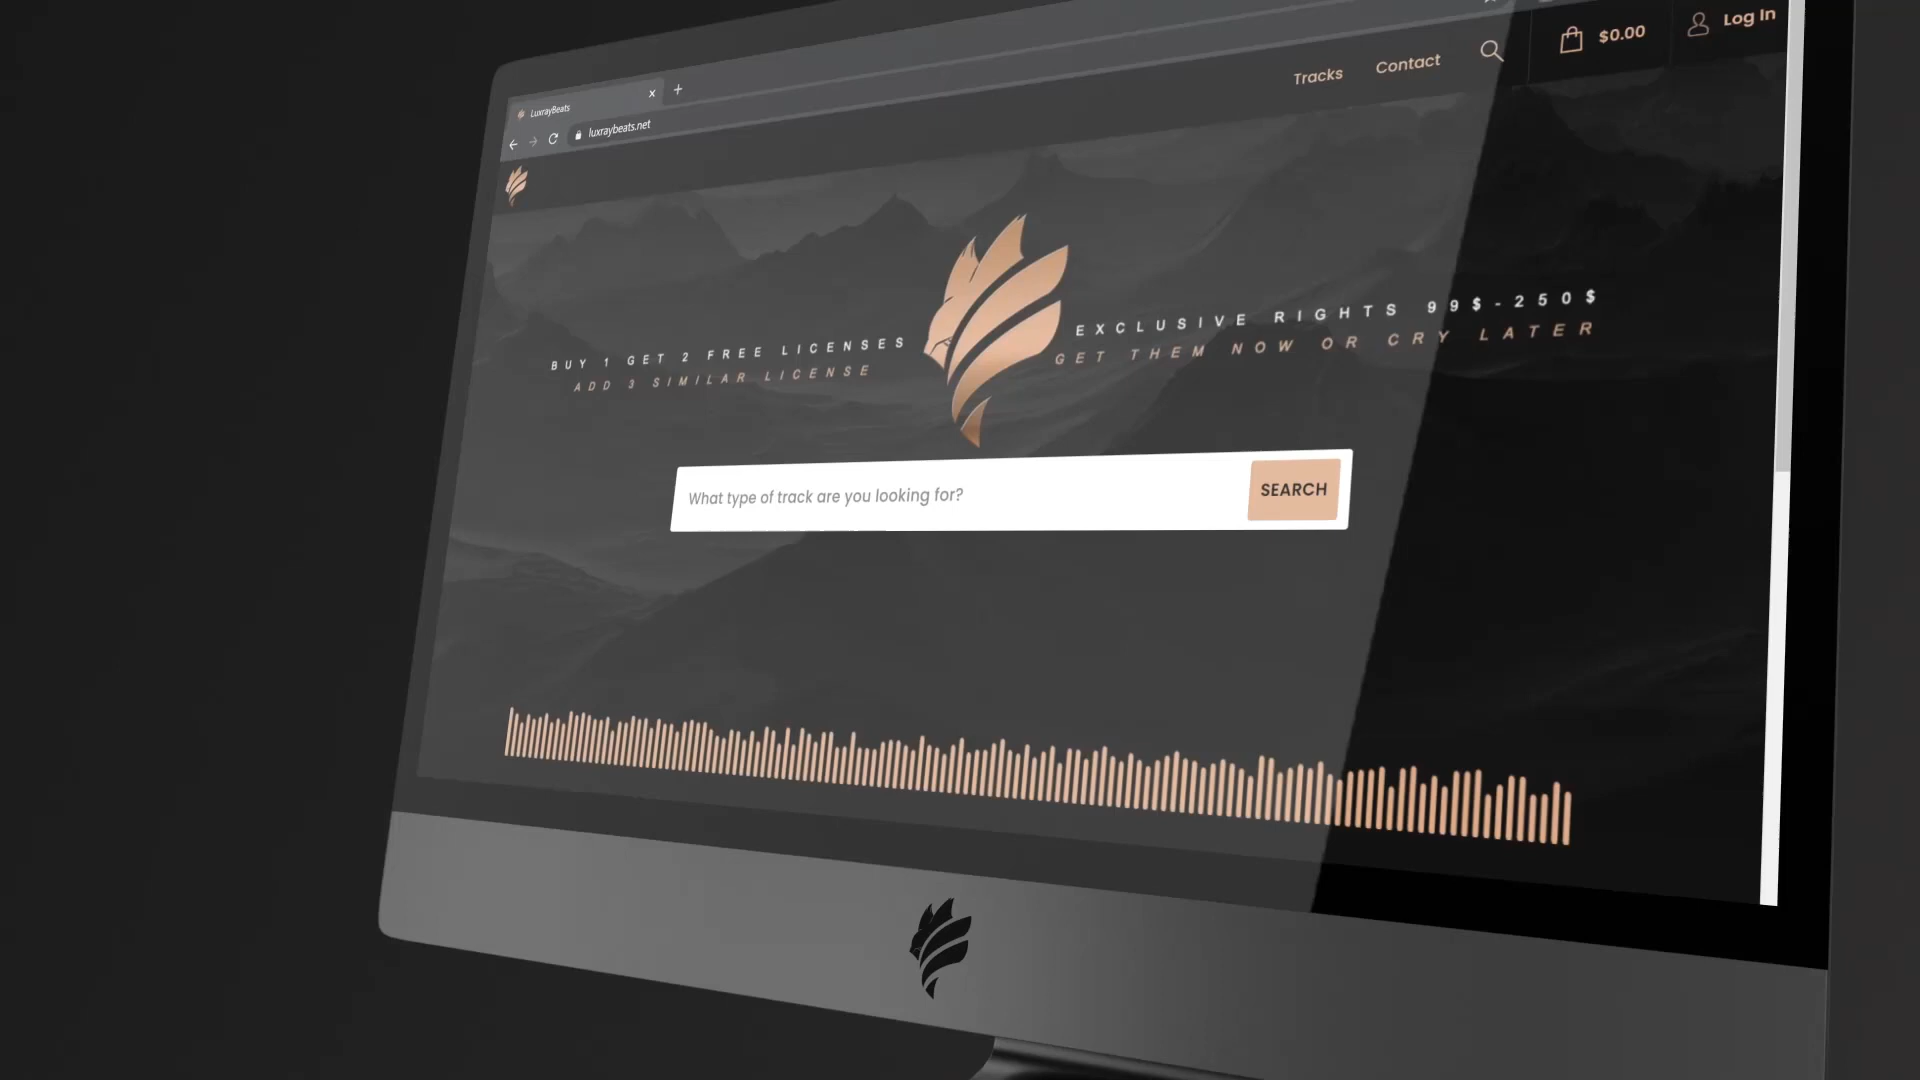 LuxrayBeats
luxraybeats.net
Tracks
Contact
$0.00
Log In
BUY 1 GET 2 FREE LICENSES
ADD 3 SIMILAR LICENSE
EXCLUSIVE RIGHTS 99$-250$
GET THEM NOW OR CRY LATER
What type of track are you looking for?
SEARCH